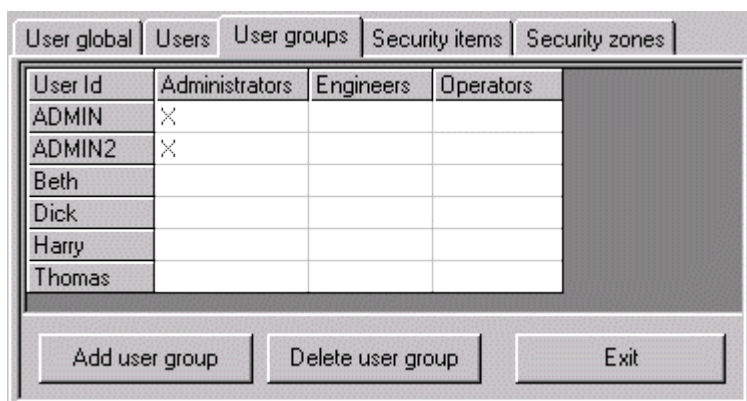 User global Users User groups Security items Security zones
User Id Administrators Engineers Operators
ADMIN X
ADMIN2 X
Beth
Dick
Harry
Thomas
Add user group Delete user group Exit